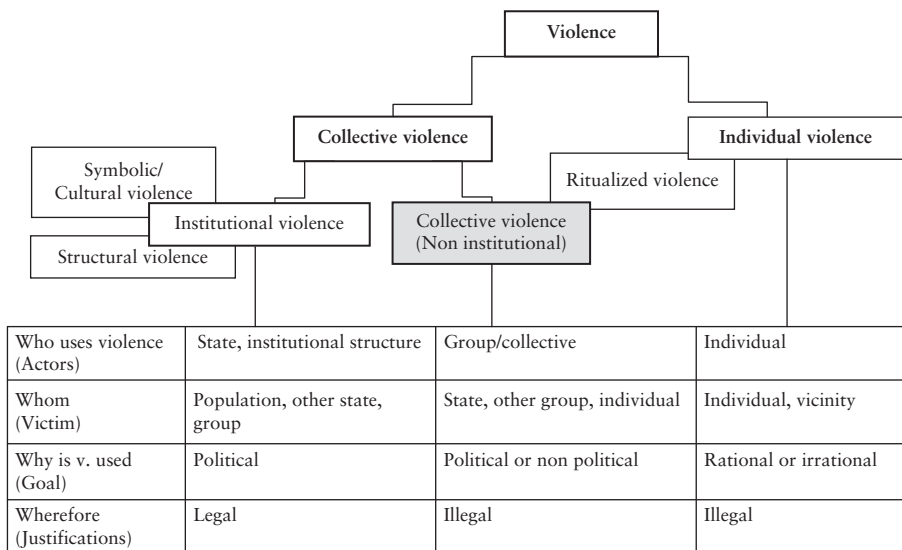 Violence
Collective violence
Individual violence
Symbolic/
Cultural violence
Ritualized violence
Institutional violence
Collective violence
(Non institutional)
Structural violence
Who uses violence
(Actors)
State, institutional structure
Group/collective
Individual
Whom
(Victim)
Population, other state,
group
State, other group, individual
Individual, vicinity
Why is v. used
(Goal)
Political
Political or non political
Rational or irrational
Wherefore
(Justifications)
Legal
Illegal
Illegal